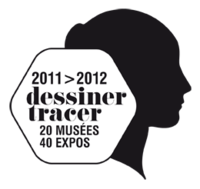 2011 > 2012
dessiner
tracer
20 MUSÉES
40 EXPOS